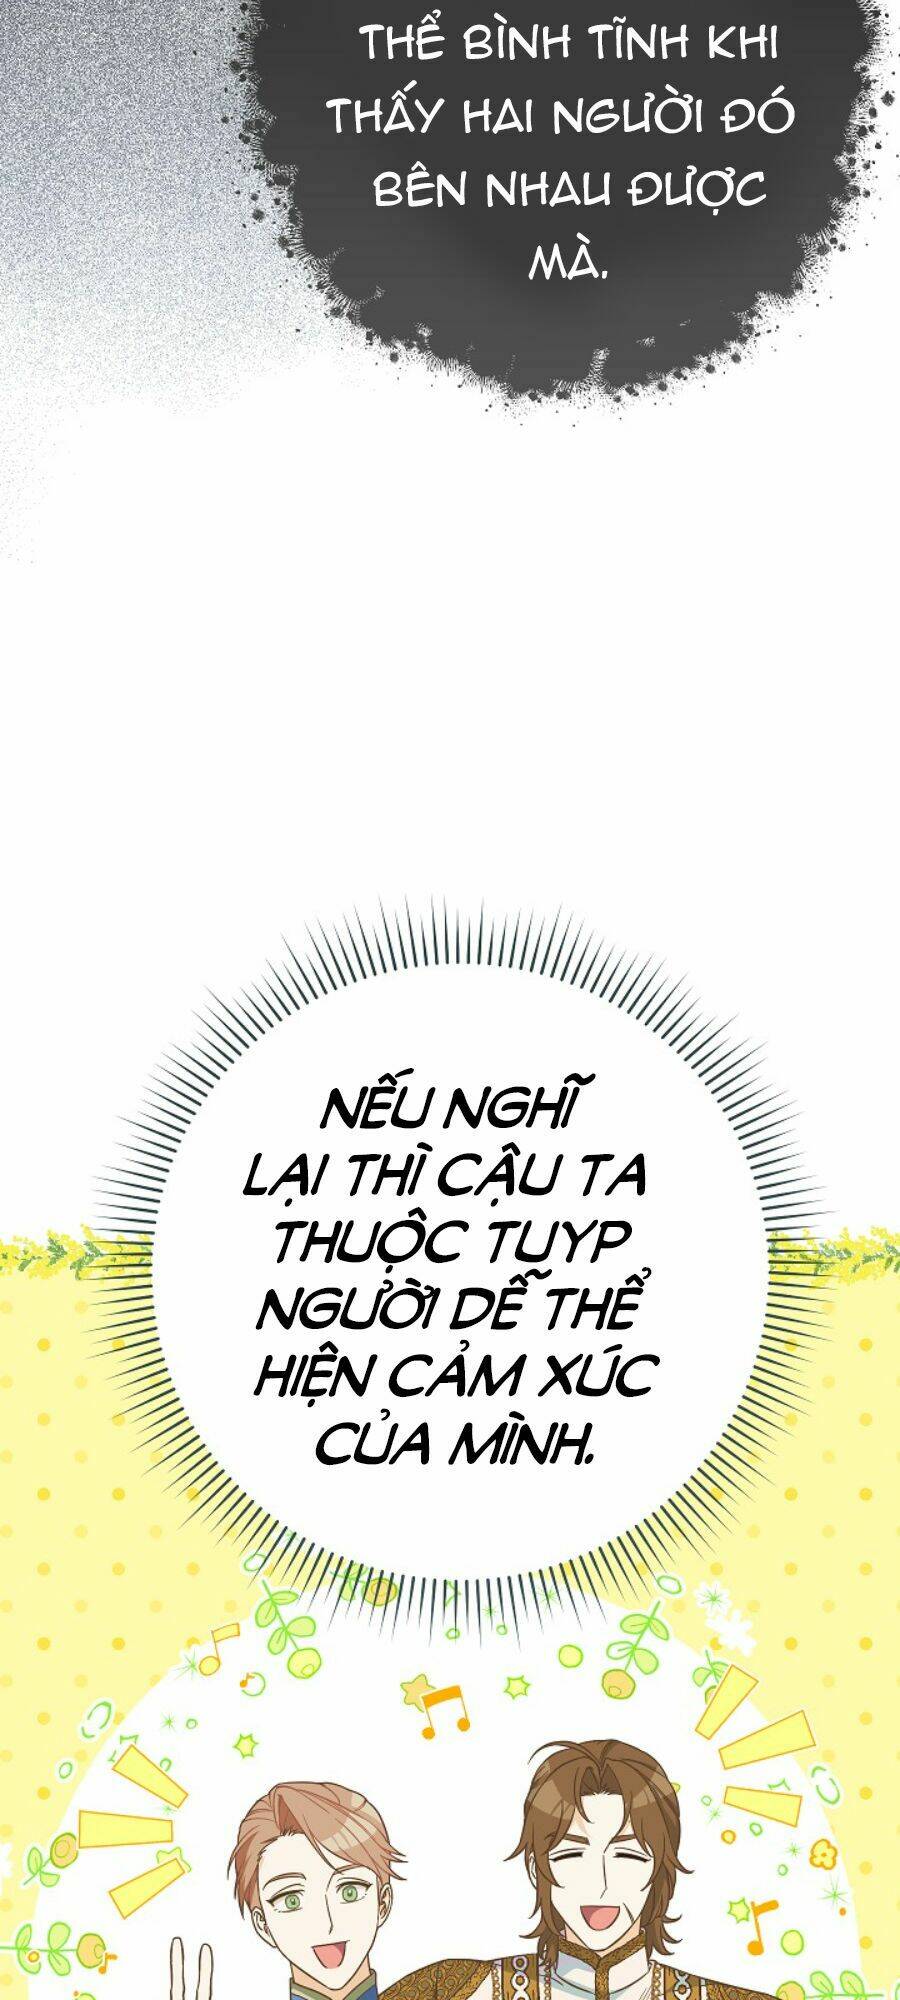 THỂ BÌNH TĨNH KHI
THẤY HAI NGƯỜI ĐÓ
BÊN NHAU ĐƯỢC
MÀ.
NẾU NGHĨ
LẠI THÌ CẬU TA
THUỘC TUYP
NGƯỜI DỄ THỂ
HIỆN CẢM XÚC
CỦA MÌNH.